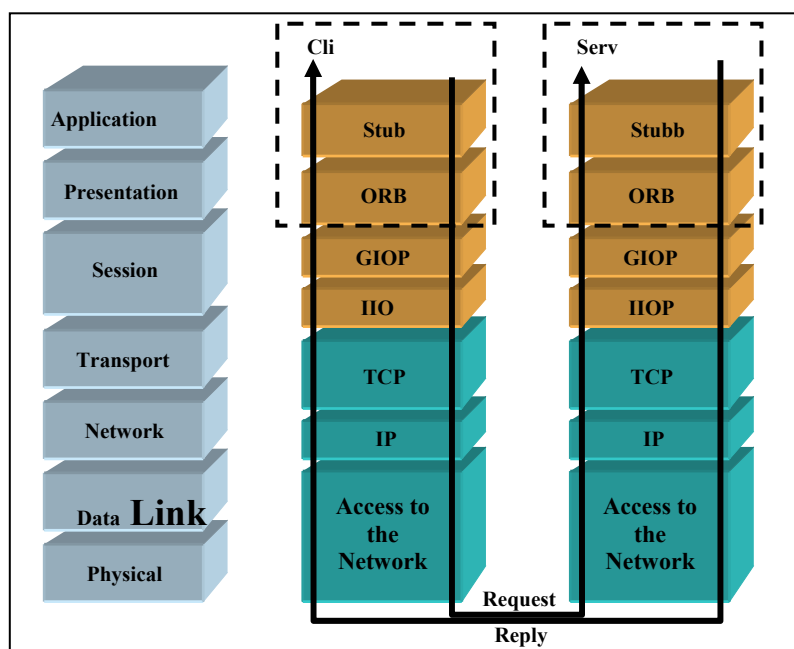 Cli
Serv
Application
Presentation
Session
Transport
Network
Data Link
Physical
Stub
ORB
GIOP
IIO
TCP
IP
Access to
the
Network
Stubb
ORB
GIOP
IIOP
TCP
IP
Access to
the
Network
Request
Reply